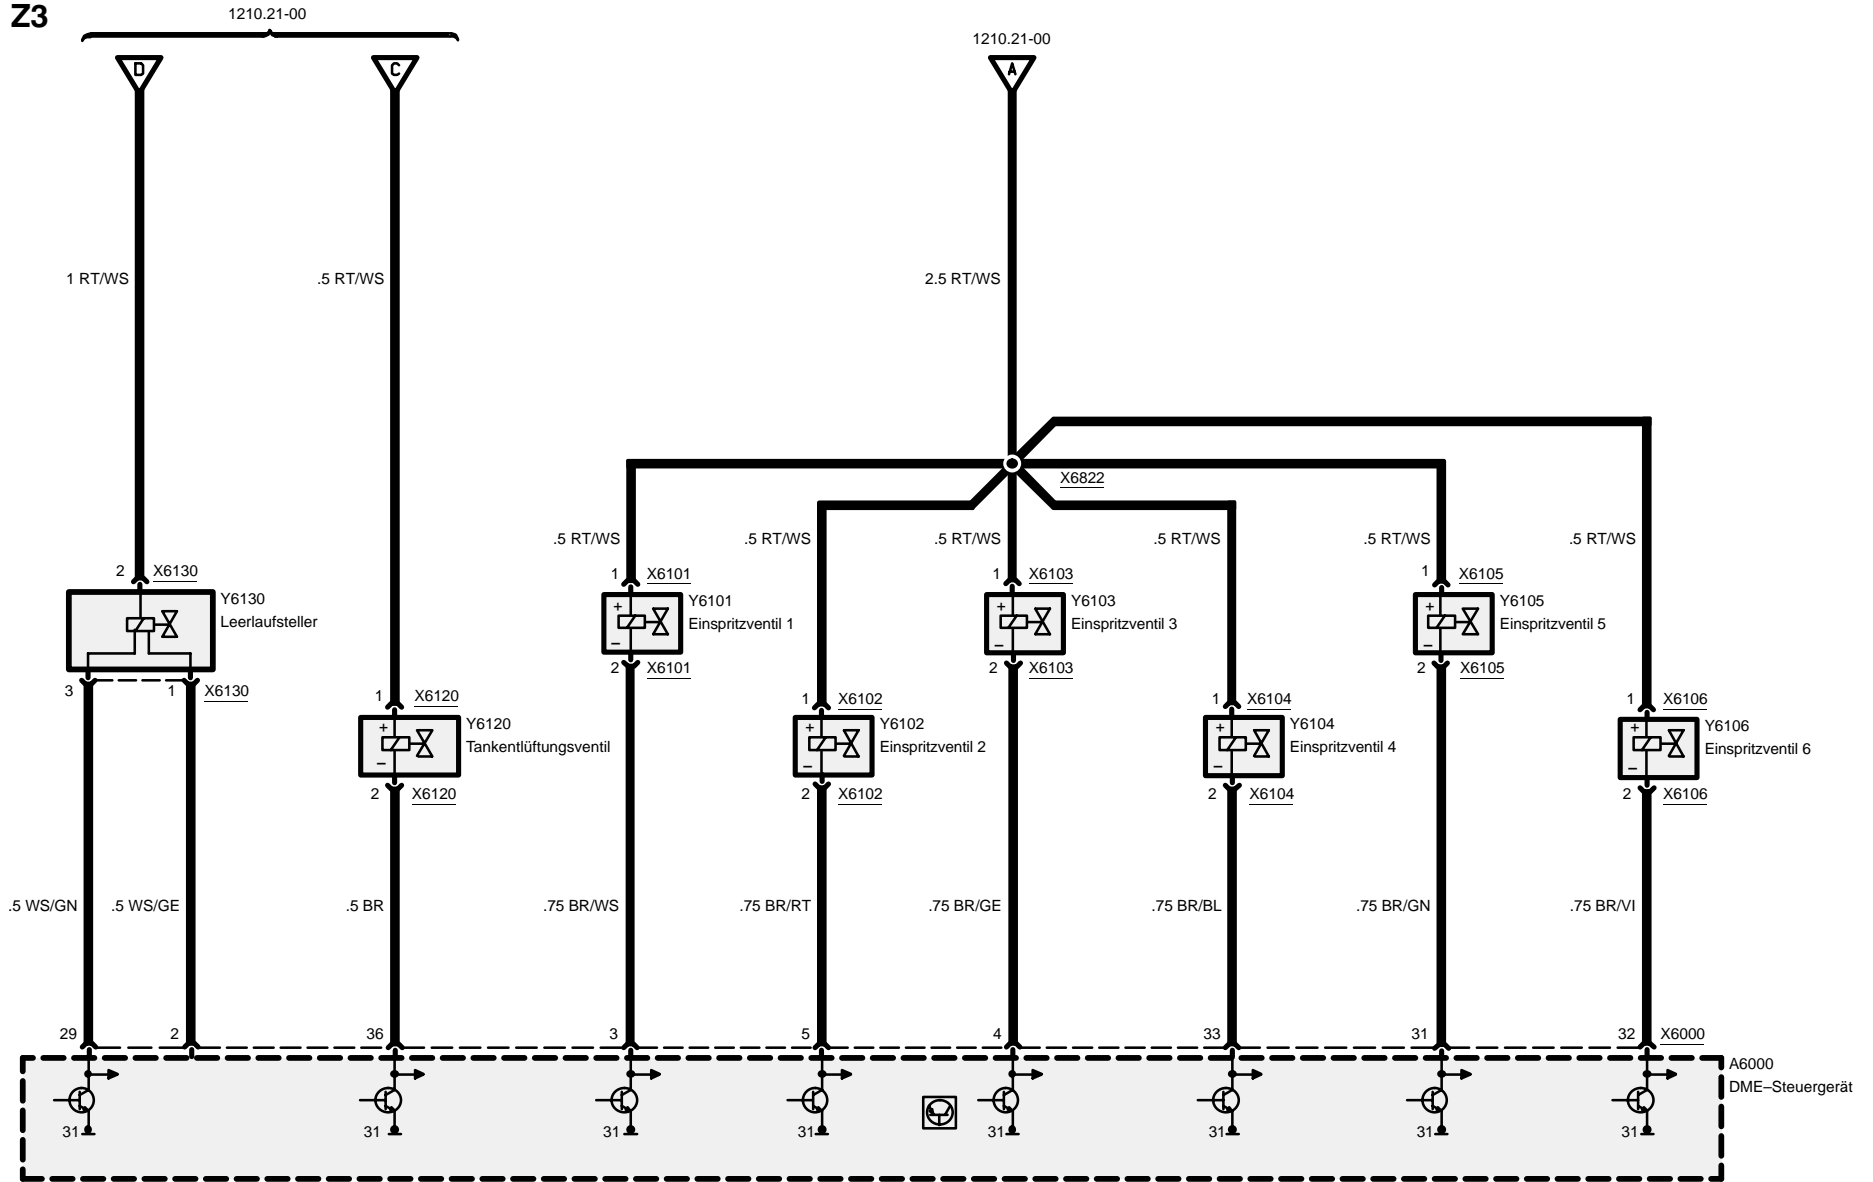 Z3
1210.21-00
1210.21-00
D
C
A
1 RT/WS
.5 RT/WS
2.5 RT/WS
X6822
.5 RT/WS
.5 RT/WS
.5 RT/WS
.5 RT/WS
.5 RT/WS
.5 RT/WS
2 X6130
Y6130
Leerlaufsteller
3
1 X6130
1 X6101
+
−
Y6101
Einspritzventil 1
2 X6101
1 X6103
+
−
Y6103
Einspritzventil 3
2 X6103
1 X6105
+
−
Y6105
Einspritzventil 5
2 X6105
1 X6120
+
−
Y6120
Tankentlüftungsventil
2 X6120
1 X6102
+
−
Y6102
Einspritzventil 2
2 X6102
1 X6104
+
−
Y6104
Einspritzventil 4
2 X6104
1 X6106
+
−
Y6106
Einspritzventil 6
2 X6106
.5 WS/GN
.5 WS/GE
.5 BR
.75 BR/WS
.75 BR/RT
.75 BR/GE
.75 BR/BL
.75 BR/GN
.75 BR/VI
29
2
36
3
5
4
33
31
32
X6000
A6000
DME–Steuergerät
31
31
31
31
31
31
31
31